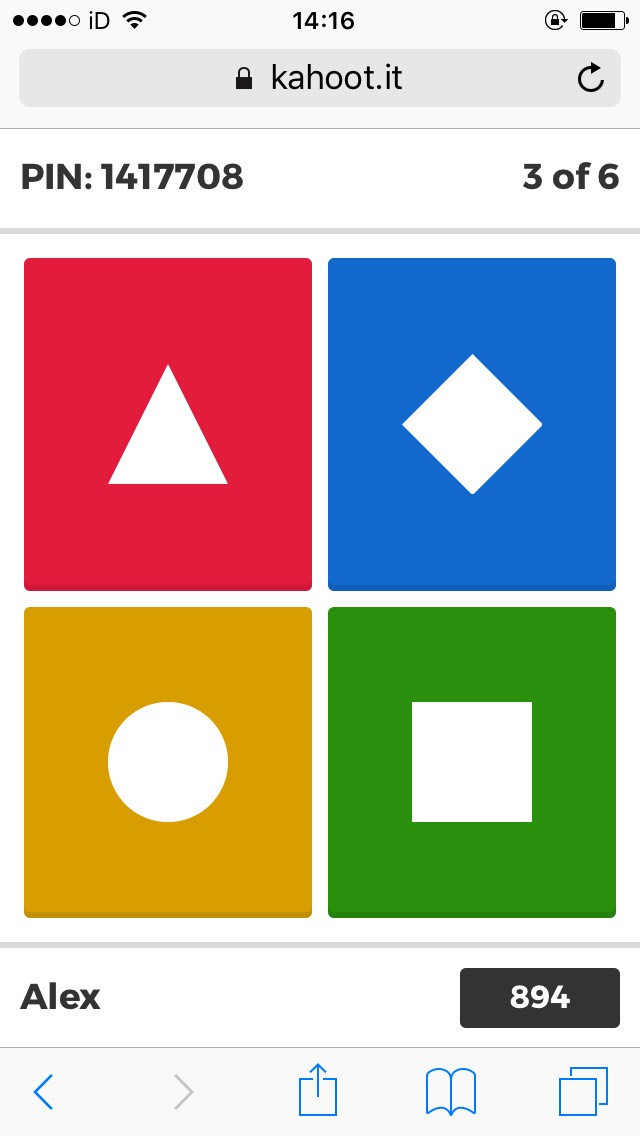 iD 14:16
kahoot.it
PIN: 1417708 3 of 6
Alex 894